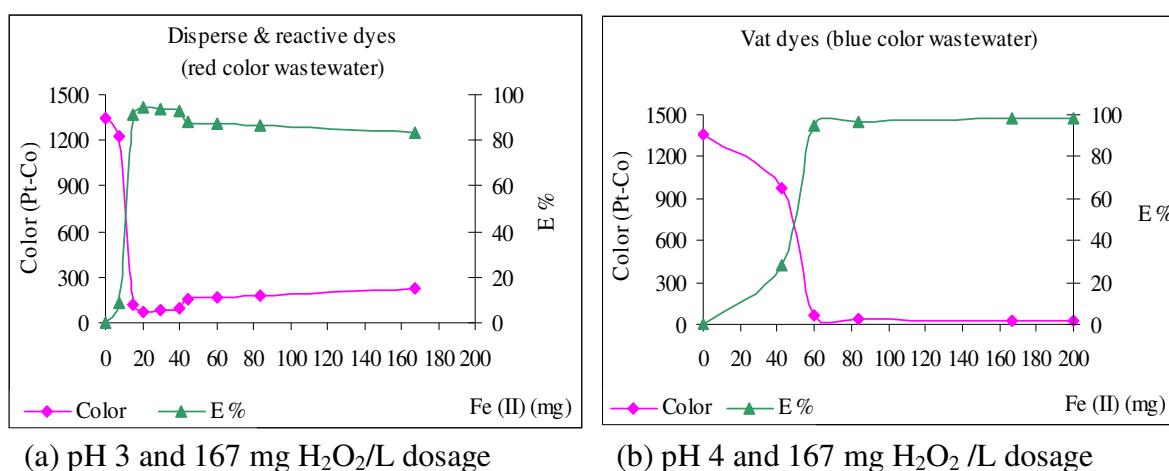 Disperse & reactive dyes
(red color wastewater)
1500
1200
900
600
300
0
Color (Pt-Co)
100
80
60
40
20
0
E %
0 20 40 60 80 100 120 140 160 180 200
Color E % Fe (II) (mg)
(a) pH 3 and 167 mg H₂O₂/L dosage
Vat dyes (blue color wastewater)
1500
1200
900
600
300
0
Color (Pt-Co)
100
80
60
40
20
0
E %
0 20 40 60 80 100 120 140 160 180 200
Color E % Fe (II) (mg)
(b) pH 4 and 167 mg H₂O₂ /L dosage